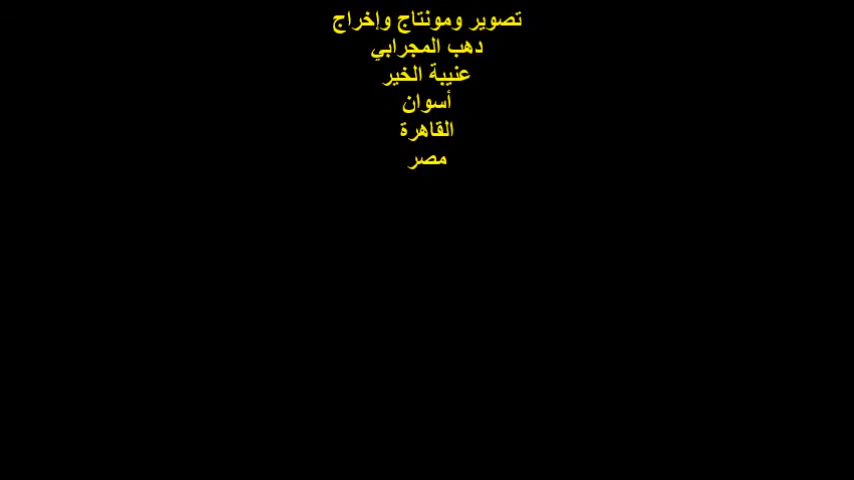 تصوير ومونتاج وإخراج
دهب المجرابي
عنيبة الخير
أسوان
القاهرة
مصر